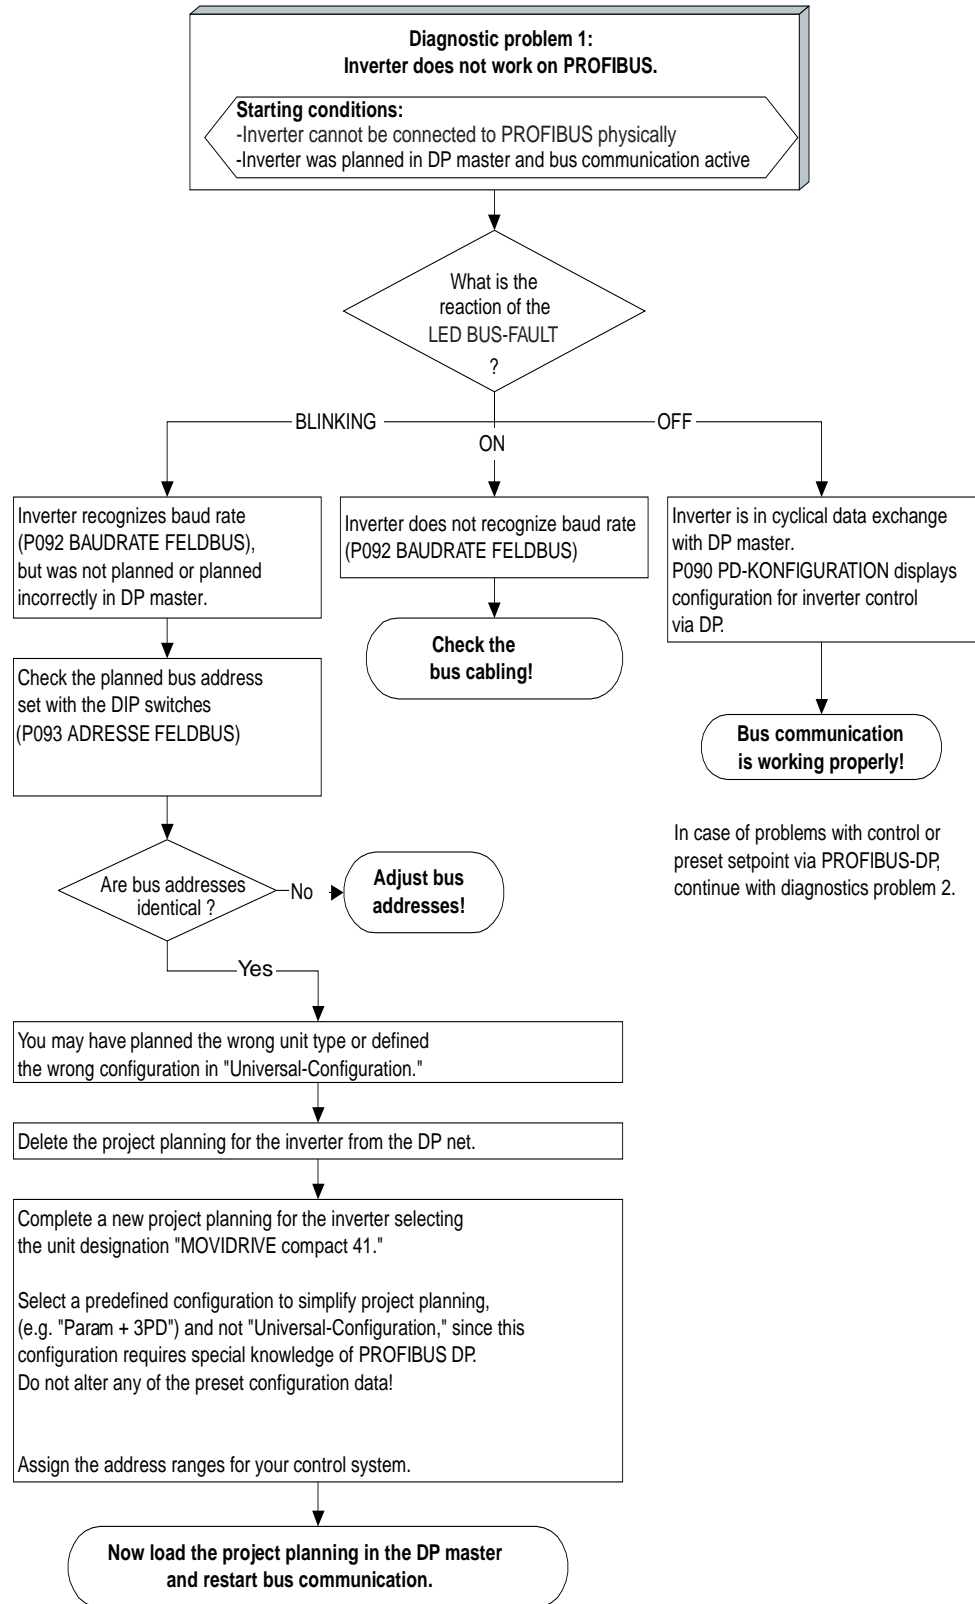 Diagnostic problem 1:
Inverter does not work on PROFIBUS.
Starting conditions:
-Inverter cannot be connected to PROFIBUS physically
-Inverter was planned in DP master and bus communication active
What is the
reaction of the
LED BUS-FAULT
?
BLINKING
ON
OFF
Inverter recognizes baud rate
(P092 BAUDRATE FELDBUS),
but was not planned or planned
incorrectly in DP master.
Inverter does not recognize baud rate
(P092 BAUDRATE FELDBUS)
Inverter is in cyclical data exchange
with DP master.
P090 PD-KONFIGURATION displays
configuration for inverter control
via DP.
Check the
bus cabling!
Check the planned bus address
set with the DIP switches
(P093 ADRESSE FELDBUS)
Bus communication
is working properly!
In case of problems with control or
preset setpoint via PROFIBUS-DP,
continue with diagnostics problem 2.
Are bus addresses
identical ?
No
Adjust bus
addresses!
Yes
You may have planned the wrong unit type or defined
the wrong configuration in "Universal-Configuration."
Delete the project planning for the inverter from the DP net.
Complete a new project planning for the inverter selecting
the unit designation "MOVIDRIVE compact 41."
Select a predefined configuration to simplify project planning,
(e.g. "Param + 3PD") and not "Universal-Configuration," since this
configuration requires special knowledge of PROFIBUS DP.
Do not alter any of the preset configuration data!
Assign the address ranges for your control system.
Now load the project planning in the DP master
and restart bus communication.